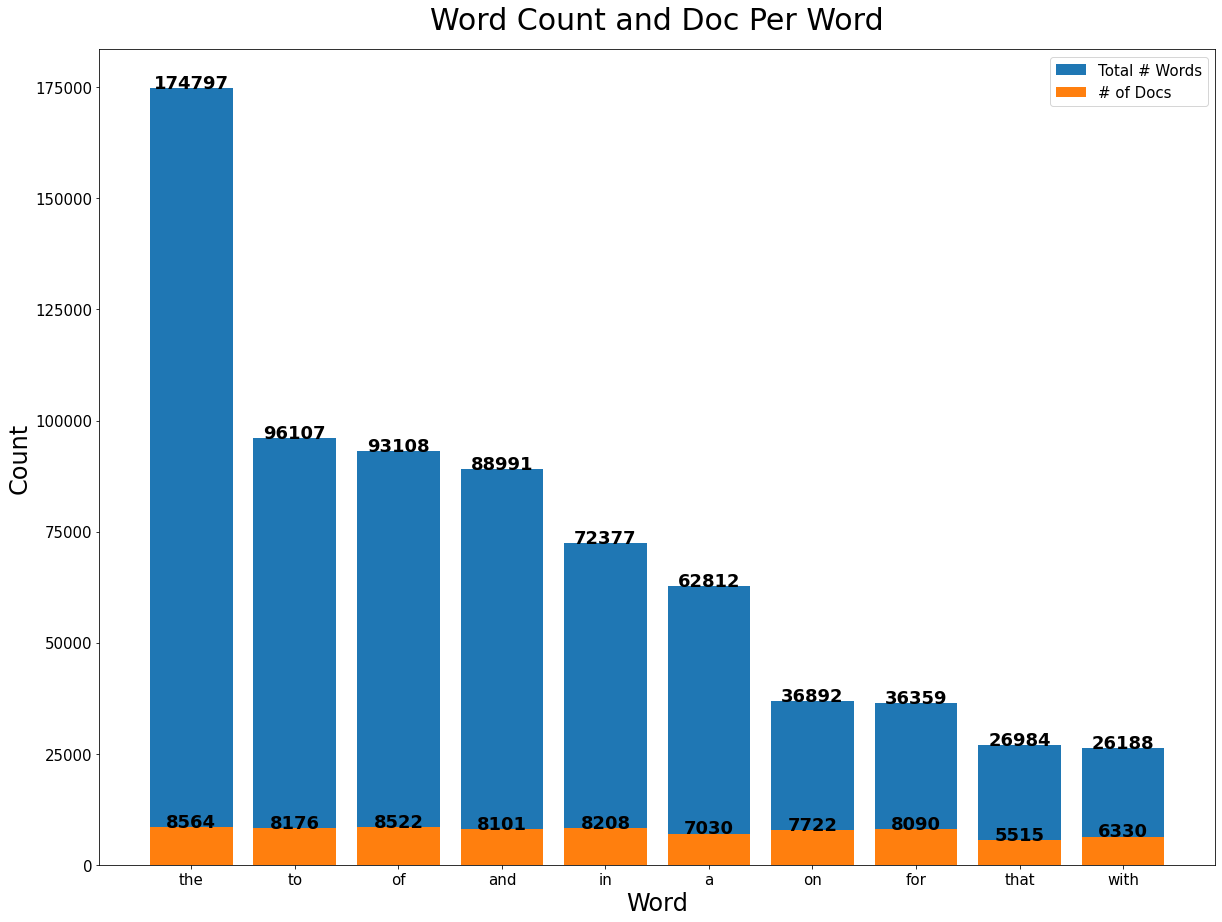 Word Count and Doc Per Word
Total # Words
# of Docs
Count
175000
150000
125000
100000
75000
50000
25000
0
174797
96107
93108
88991
72377
62812
36892
36359
26984
26188
8564
8176
8522
8101
8208
7030
7722
8090
5515
6330
the
to
of
and
in
a
on
for
that
with
Word